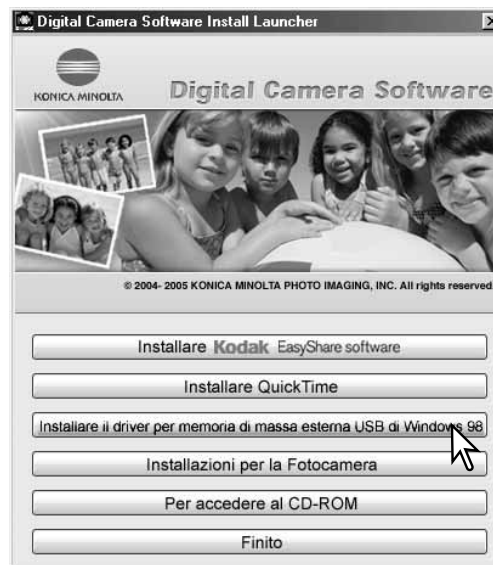 Digital Camera Software Install Launcher
KONICA MINOLTA
Digital Camera Software
© 2004- 2005 KONICA MINOLTA PHOTO IMAGING, INC. All rights reserved
Installare Kodak EasyShare software
Installare QuickTime
Installare il driver per memoria di massa esterna USB di Windows 98
Installazioni per la Fotocamera
Per accedere al CD-ROM
Finito